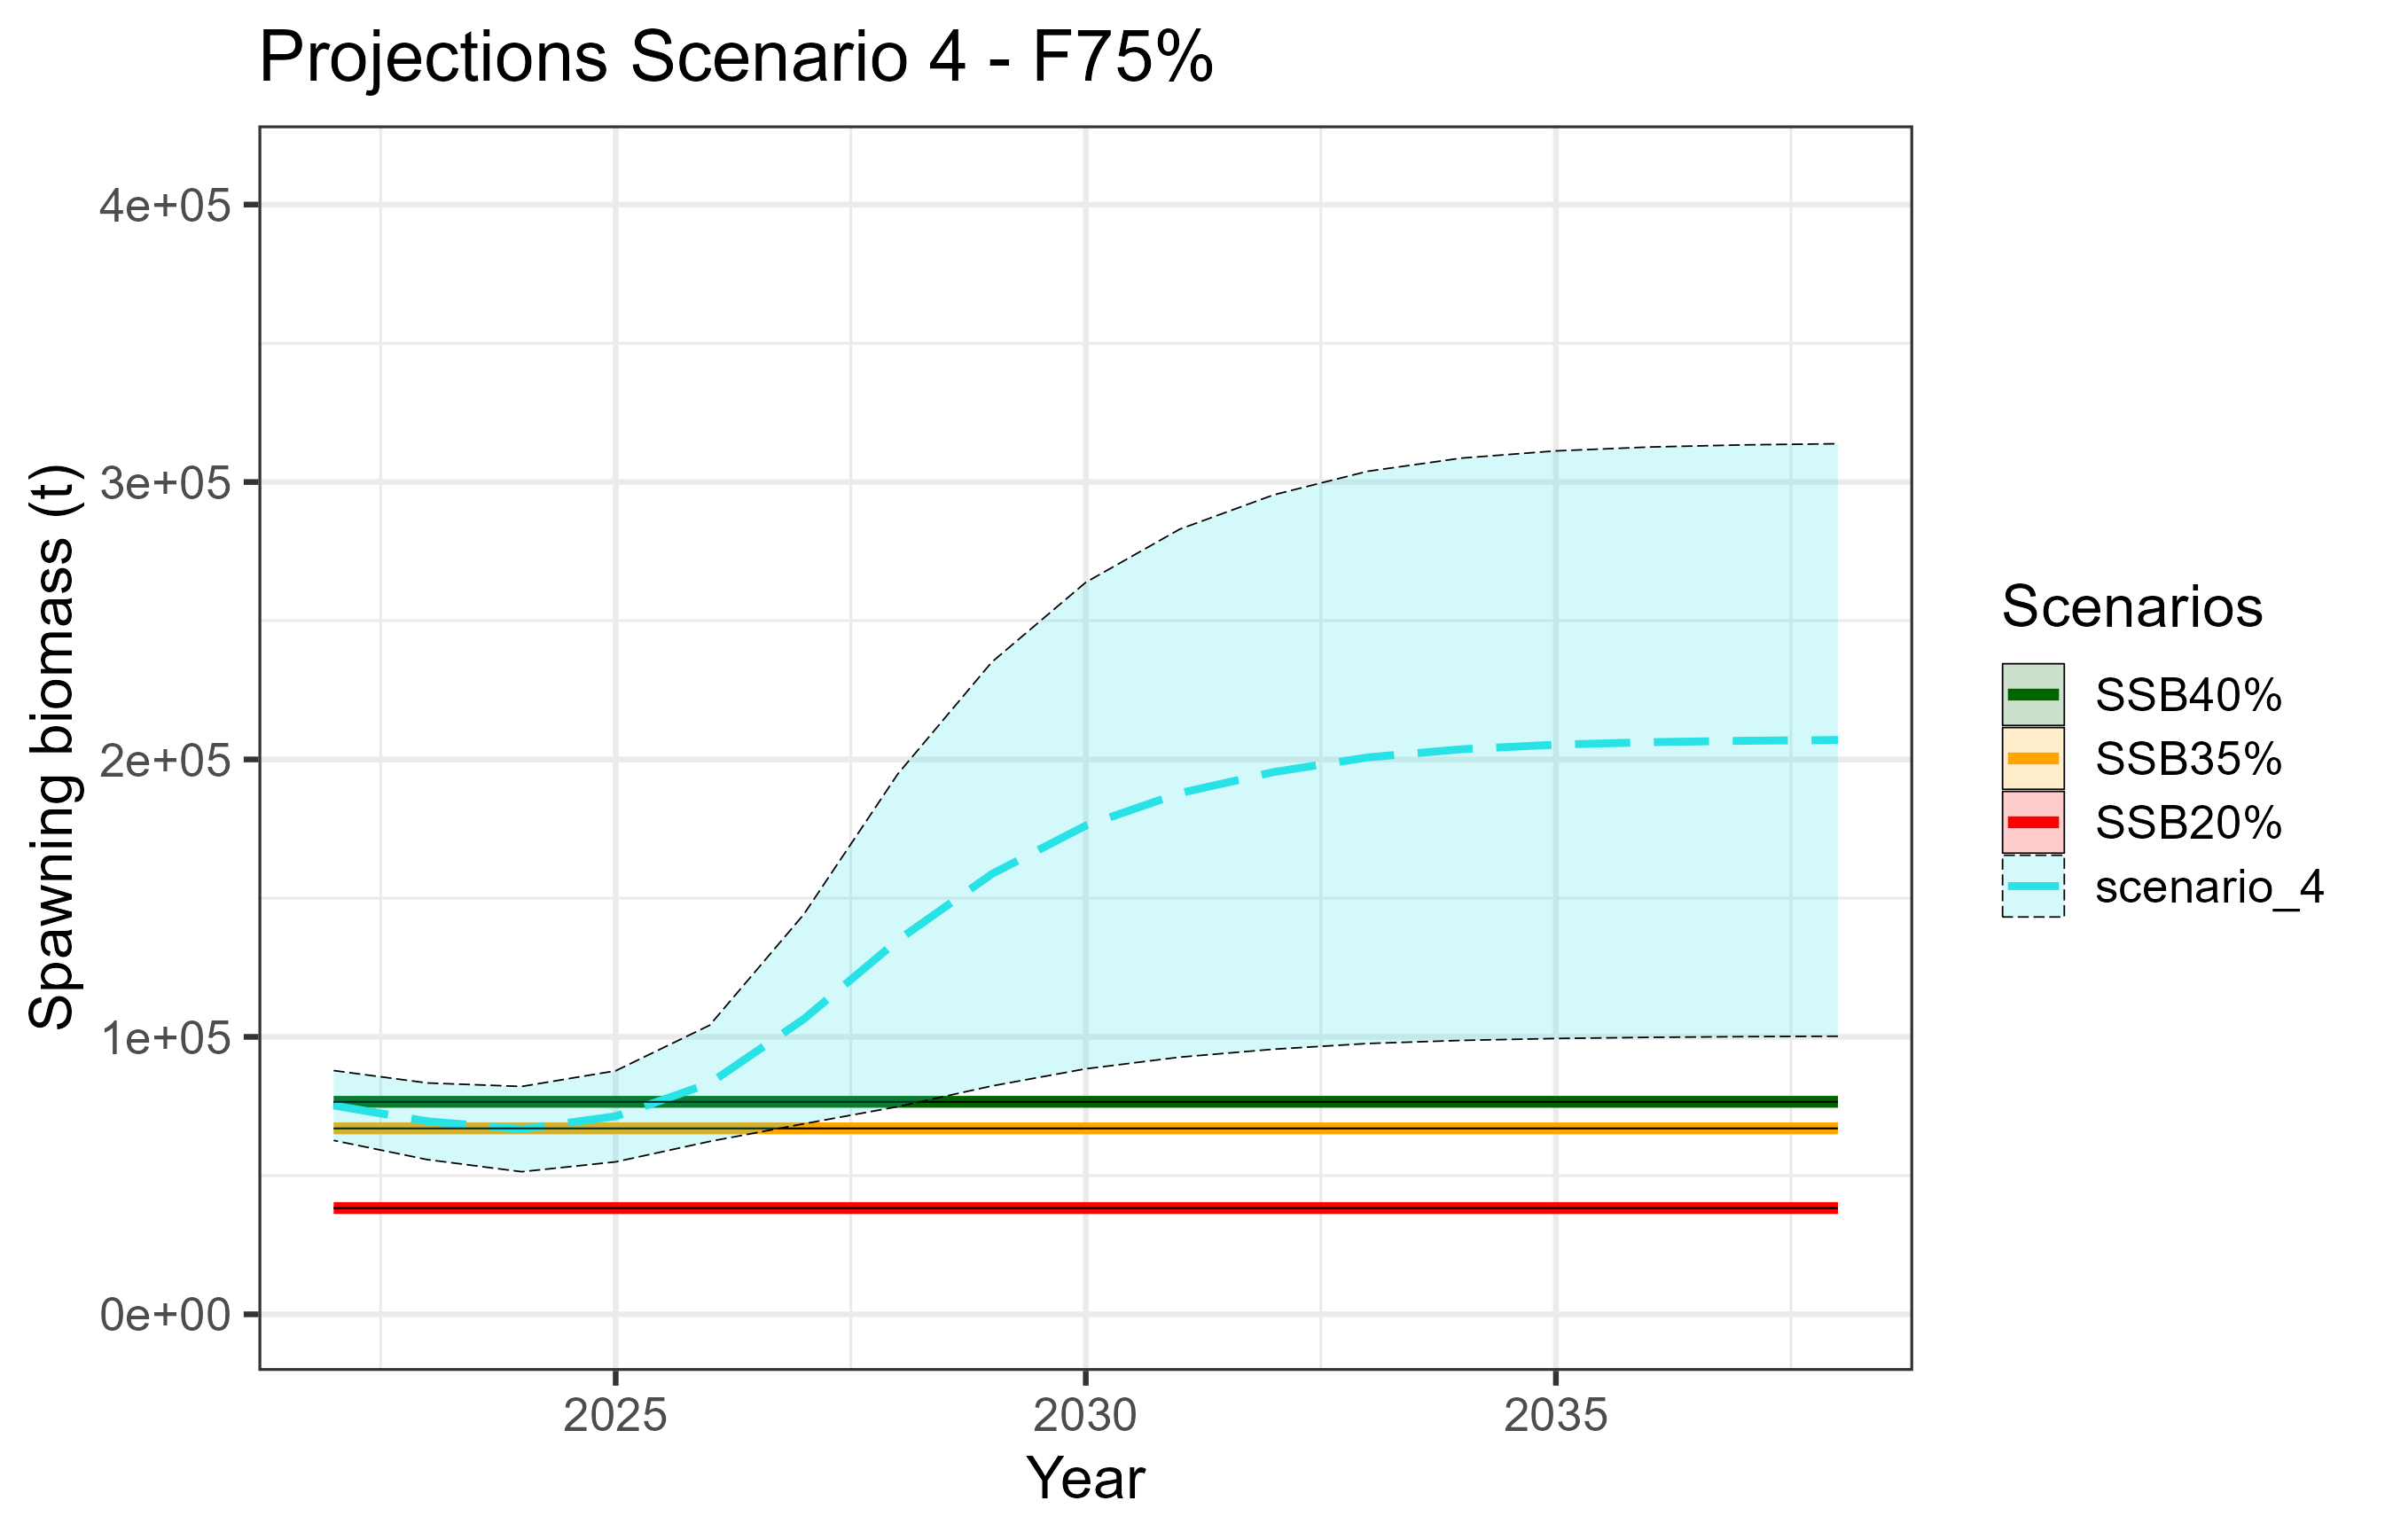 Projections Scenario 4 - F75%
Spawning biomass (t)
4e+05
3e+05
2e+05
1e+05
0e+00
2025
2030
2035
Year
Scenarios
SSB40%
SSB35%
SSB20%
scenario_4